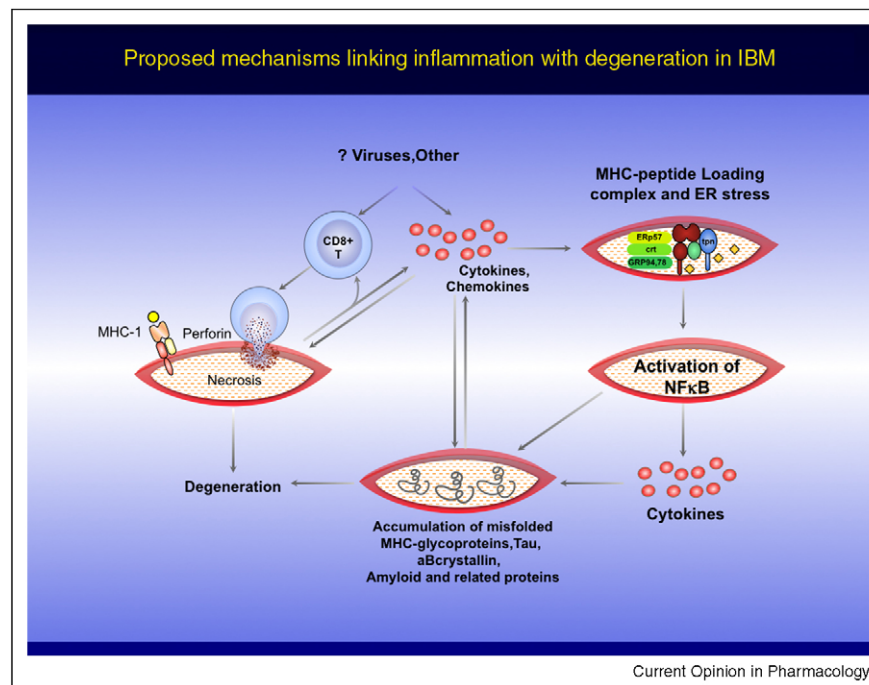 Proposed mechanisms linking inflammation with degeneration in IBM
? Viruses,Other
MHC-peptide Loading
complex and ER stress
CD8+
T
ERp57
crt
GRP94,78
tpn
Cytokines,
Chemokines
MHC-1
Perforin
Necrosis
Activation of
NFκB
Degeneration
Cytokines
Accumulation of misfolded
MHC-glycoproteins,Tau,
aBcrystallin,
Amyloid and related proteins
Current Opinion in Pharmacology